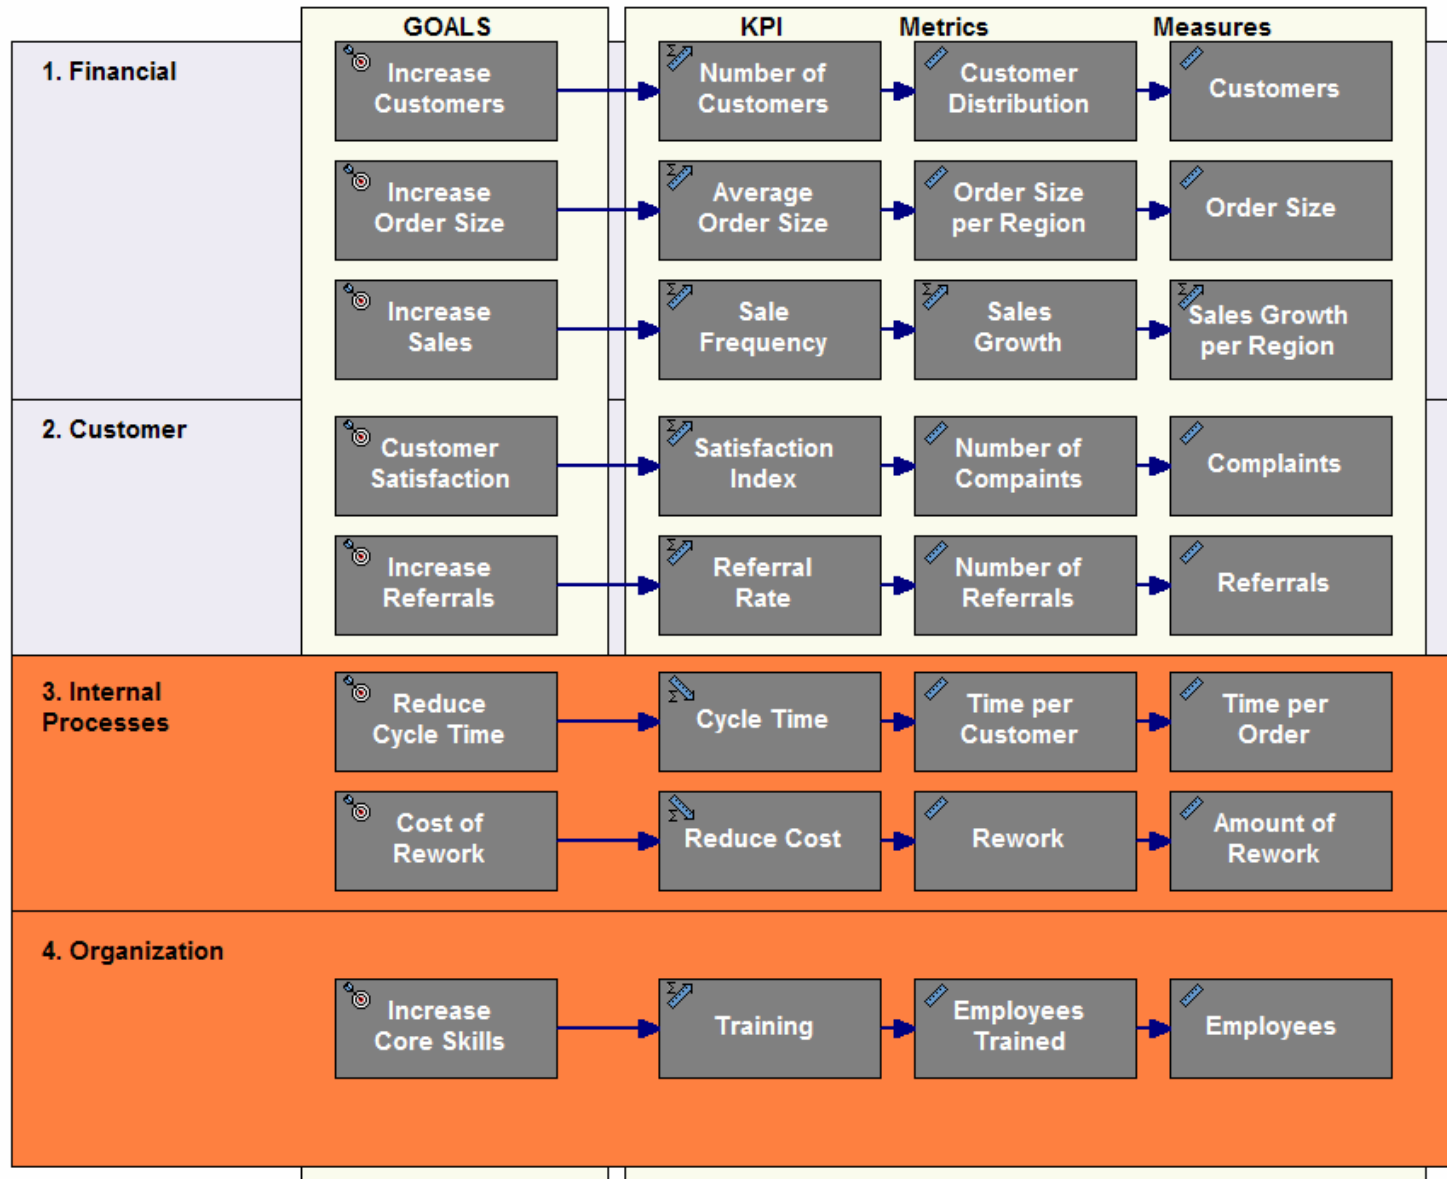 GOALS KPI Metrics Measures
1. Financial
Increase
Customers
Number of
Customers
Customer
Distribution
Customers
Increase
Order Size
Average
Order Size
Order Size
per Region
Order Size
Increase
Sales
Sale
Frequency
Sales
Growth
Sales Growth
per Region
2. Customer
Customer
Satisfaction
Satisfaction
Index
Number of
Compaints
Complaints
Increase
Referrals
Referral
Rate
Number of
Referrals
Referrals
3. Internal
Processes
Reduce
Cycle Time
Cycle Time
Time per
Customer
Time per
Order
Cost of
Rework
Reduce Cost
Rework
Amount of
Rework
4. Organization
Increase
Core Skills
Training
Employees
Trained
Employees